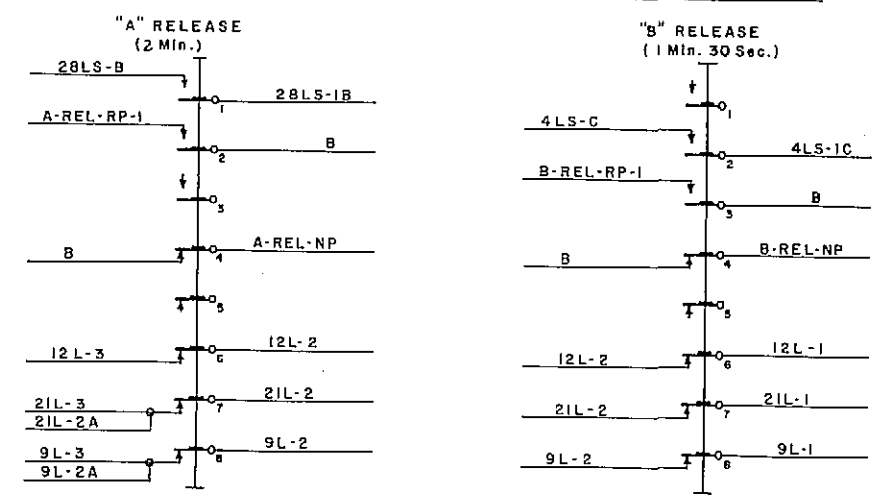 "A" RELEASE
(2 Min.)
28LS-B
28LS-1B
1
A-REL-RP-1
B
2
3
B
A-REL-NP
4
5
12L-3
12L-2
6
21L-3
21L-2
7
21L-2A
9L-3
9L-2
8
9L-2A
"B" RELEASE
(1 Min. 30 Sec.)
1
4LS-C
4LS-1C
2
B-REL-RP-1
B
3
B
B-REL-NP
4
5
12L-2
12L-1
6
21L-2
21L-1
7
9L-2
9L-1
8